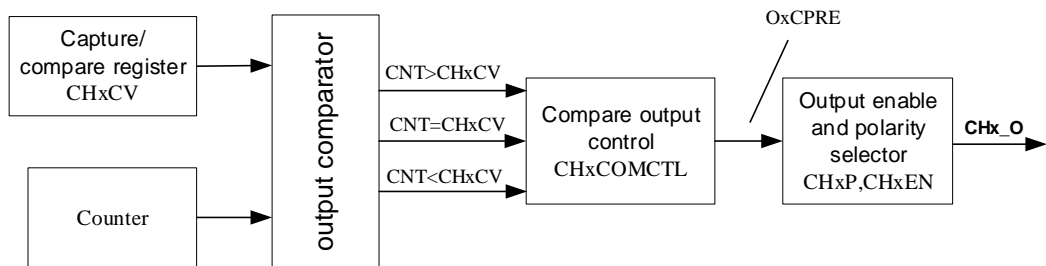 Capture/
compare register
CHxCV
Counter
output comparator
CNT>CHxCV
CNT=CHxCV
CNT<CHxCV
Compare output
control
CHxCOMCTL
OxCPRE
Output enable
and polarity
selector
CHxP,CHxEN
CHx_O